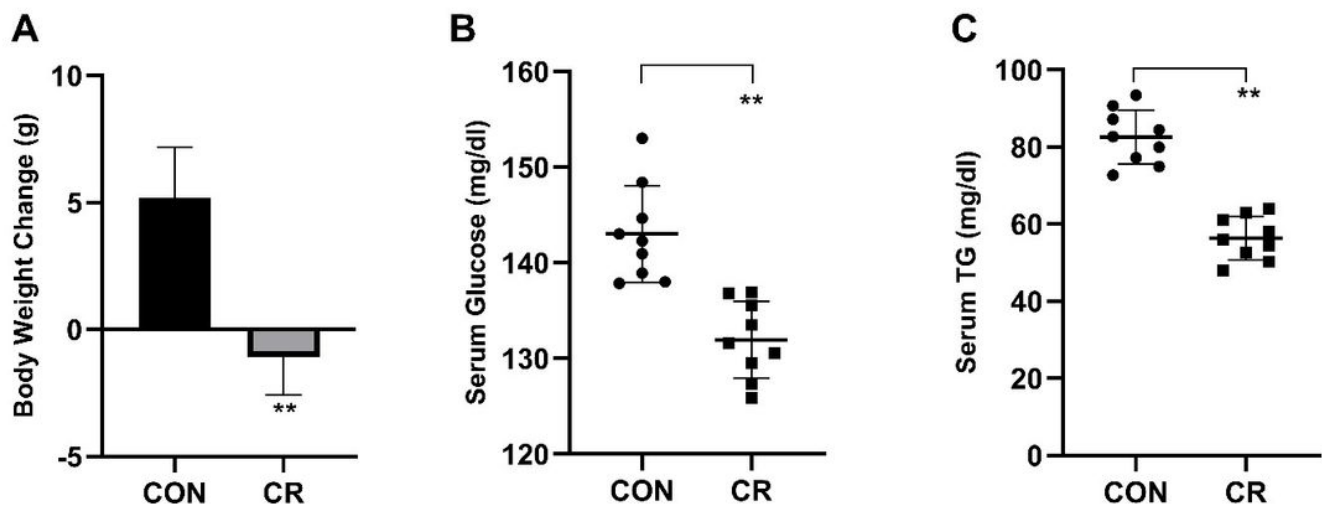 A
Body Weight Change (g)
10
5
0
-5
**
CON
CR
B
Serum Glucose (mg/dl)
160
150
140
130
120
**
CON
CR
C
Serum TG (mg/dl)
100
80
60
40
20
0
**
CON
CR